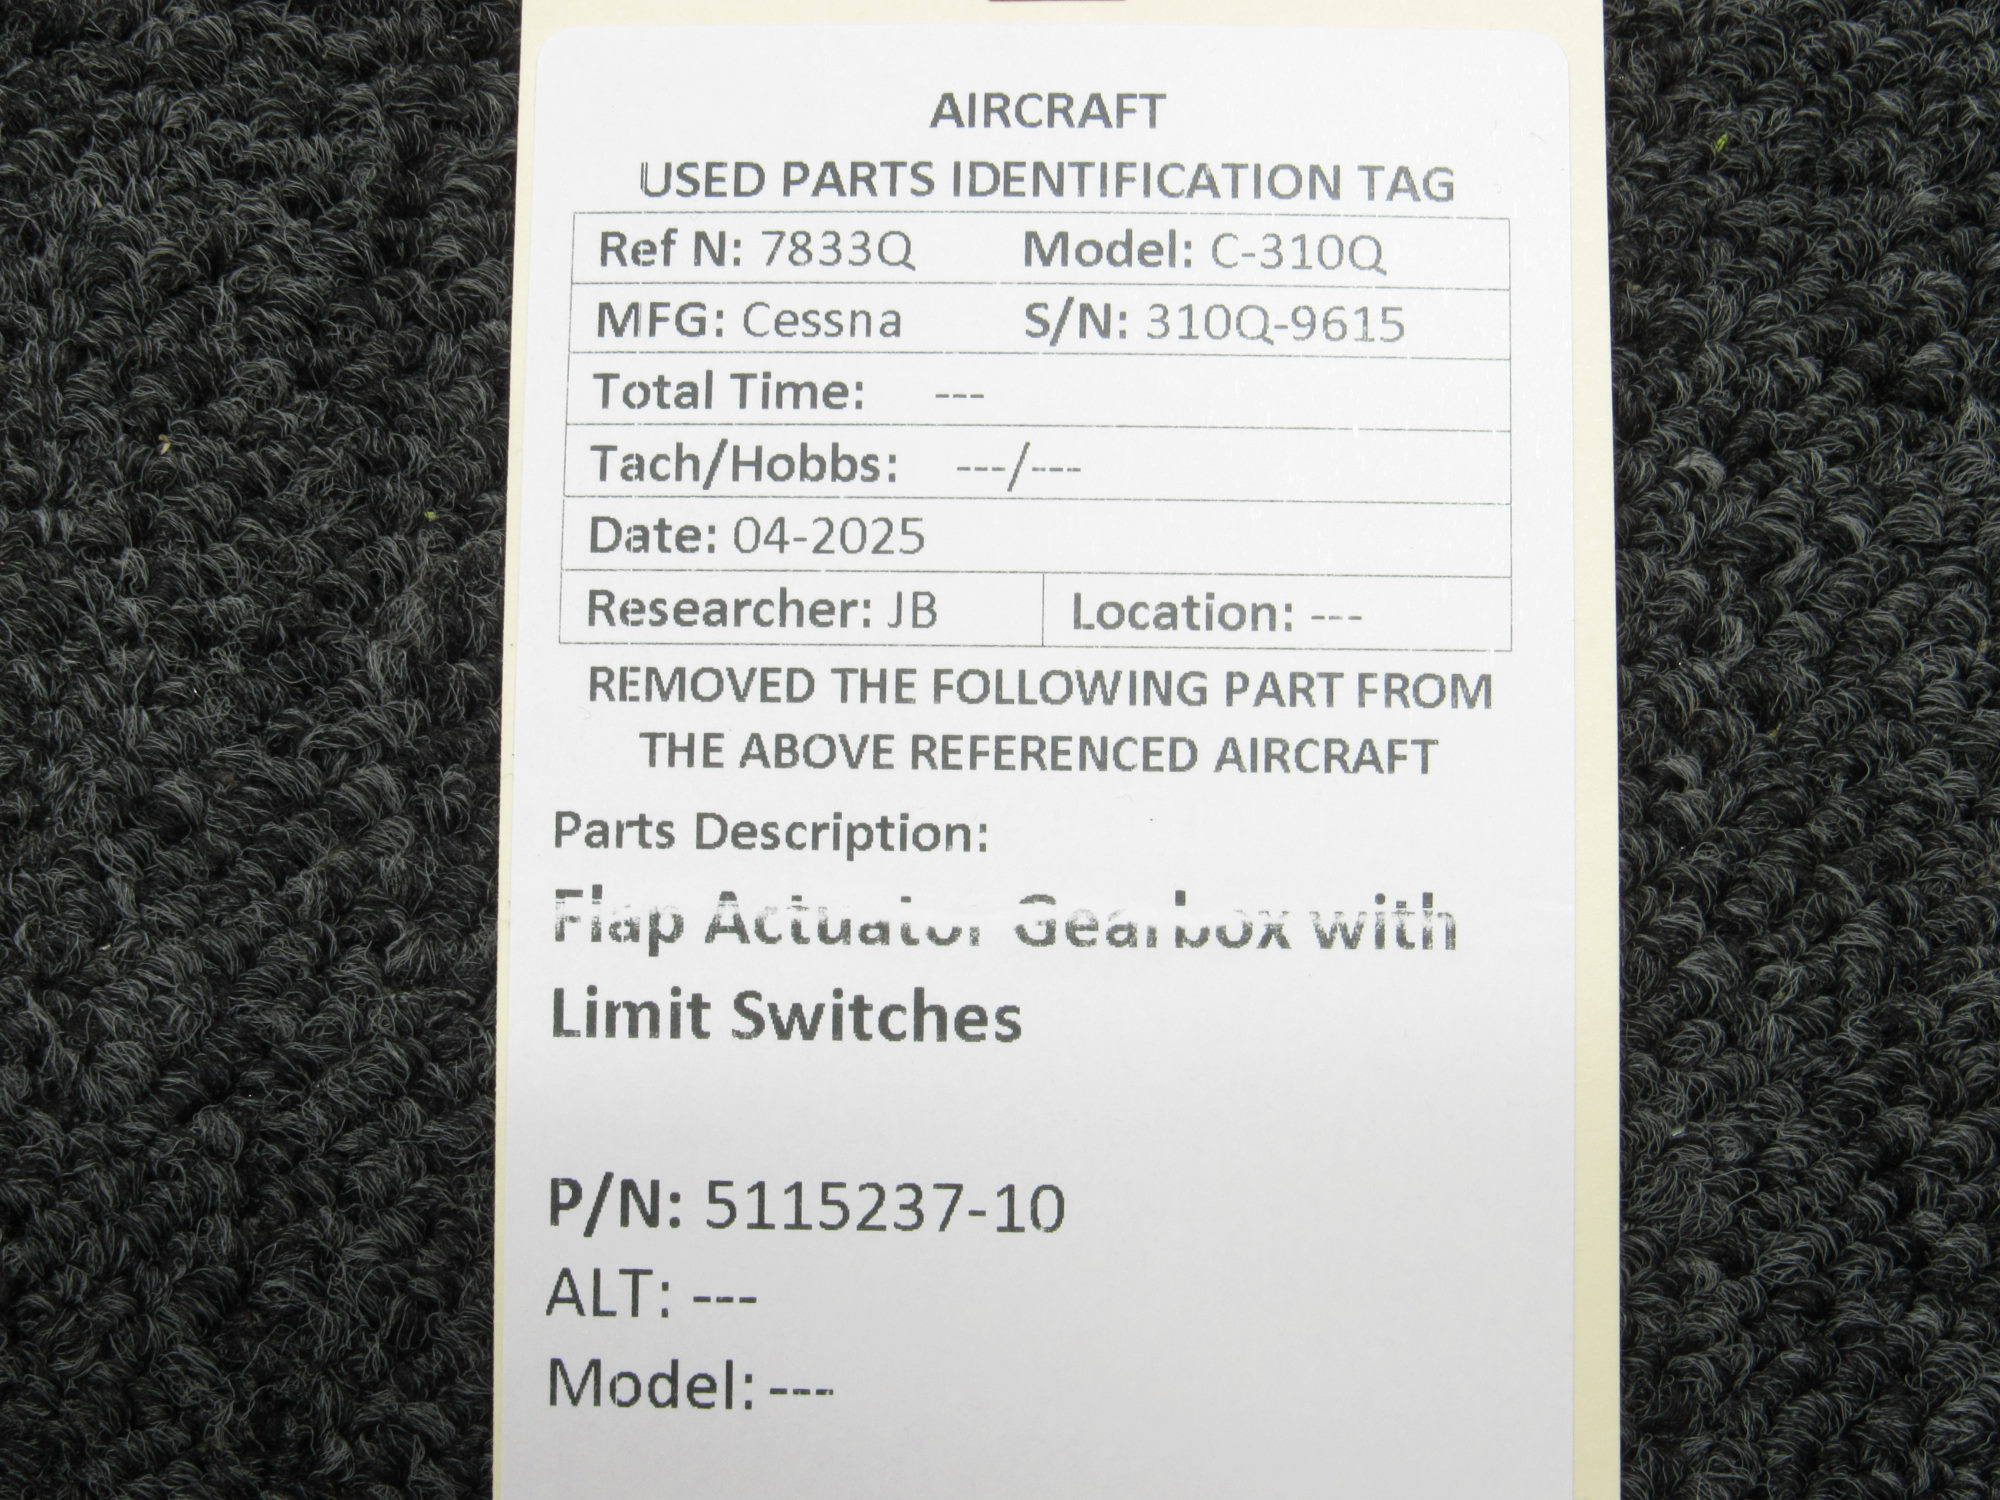 AIRCRAFT
USED PARTS IDENTIFICATION TAG
Ref N: 7833Q Model: C-310Q
MFG: Cessna S/N: 310Q-9615
Total Time: ---
Tach/Hobbs: ---/---
Date: 04-2025
Researcher: JB Location: ---
REMOVED THE FOLLOWING PART FROM
THE ABOVE REFERENCED AIRCRAFT
Parts Description:
Flap Actuator Gearbox with
Limit Switches
P/N: 5115237-10
ALT: ---
Model: ---